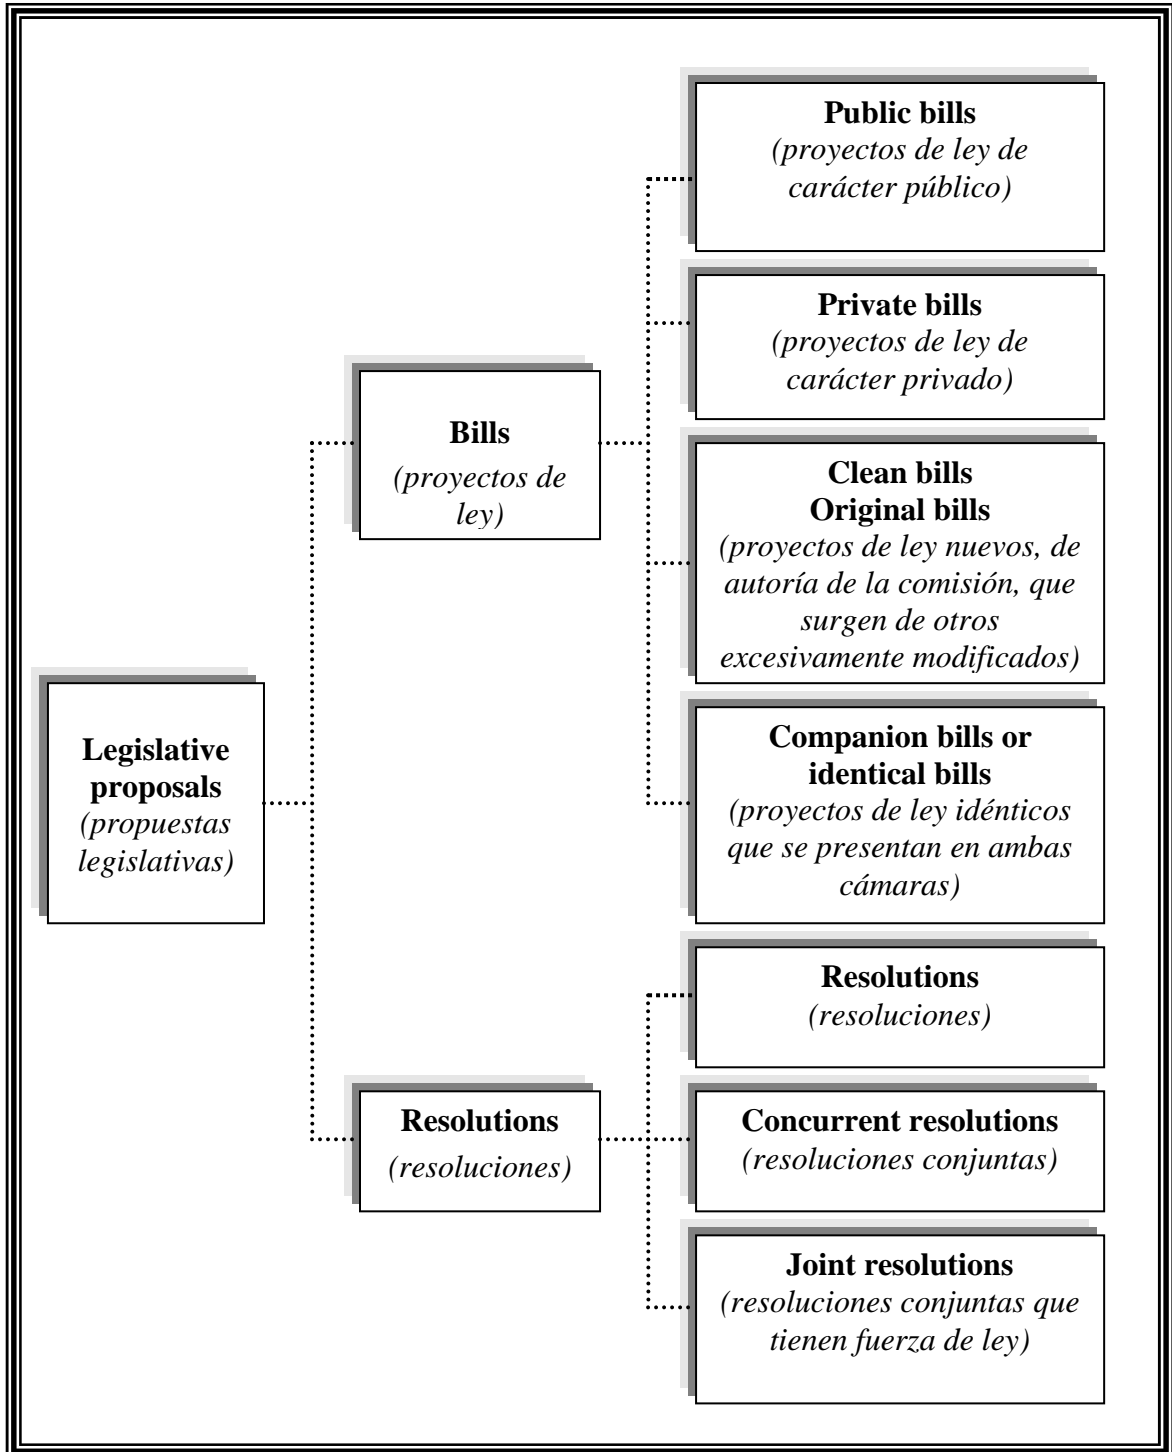 Legislative
proposals
(propuestas
legislativas)
Bills
(proyectos de
ley)
Public bills
(proyectos de ley de
carácter público)
Private bills
(proyectos de ley de
carácter privado)
Clean bills
Original bills
(proyectos de ley nuevos, de
autoría de la comisión, que
surgen de otros
excesivamente modificados)
Companion bills or
identical bills
(proyectos de ley idénticos
que se presentan en ambas
cámaras)
Resolutions
(resoluciones)
Resolutions
(resoluciones)
Concurrent resolutions
(resoluciones conjuntas)
Joint resolutions
(resoluciones conjuntas que
tienen fuerza de ley)